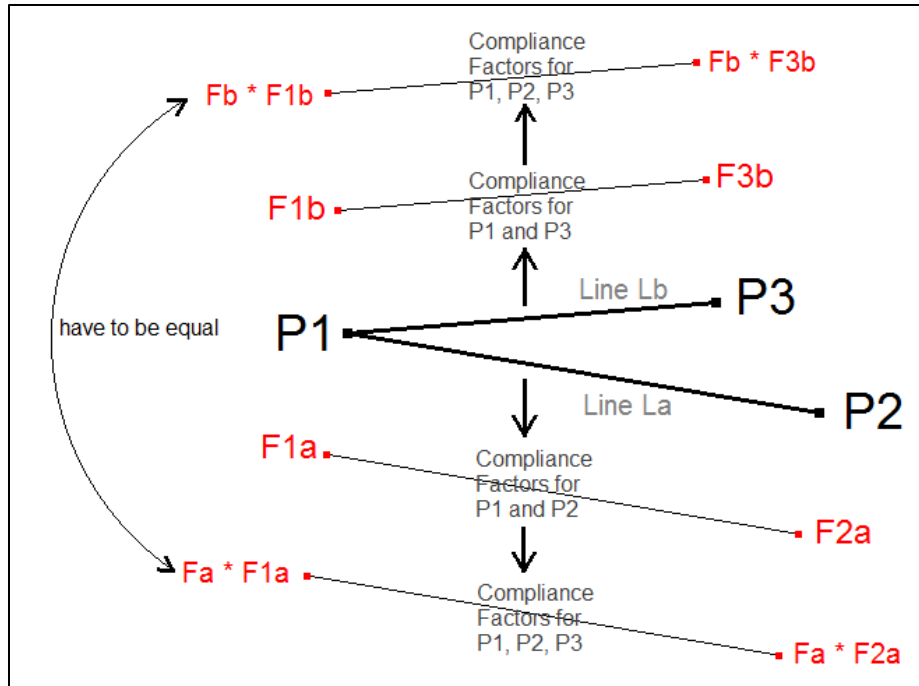 Compliance
Factors for
P1, P2, P3
Fb * F1b
Fb * F3b
Compliance
Factors for
P1 and P3
F1b
F3b
Line Lb
P3
have to be equal
P1
Line La
P2
F1a
Compliance
Factors for
P1 and P2
F2a
Fa * F1a
Compliance
Factors for
P1, P2, P3
Fa * F2a